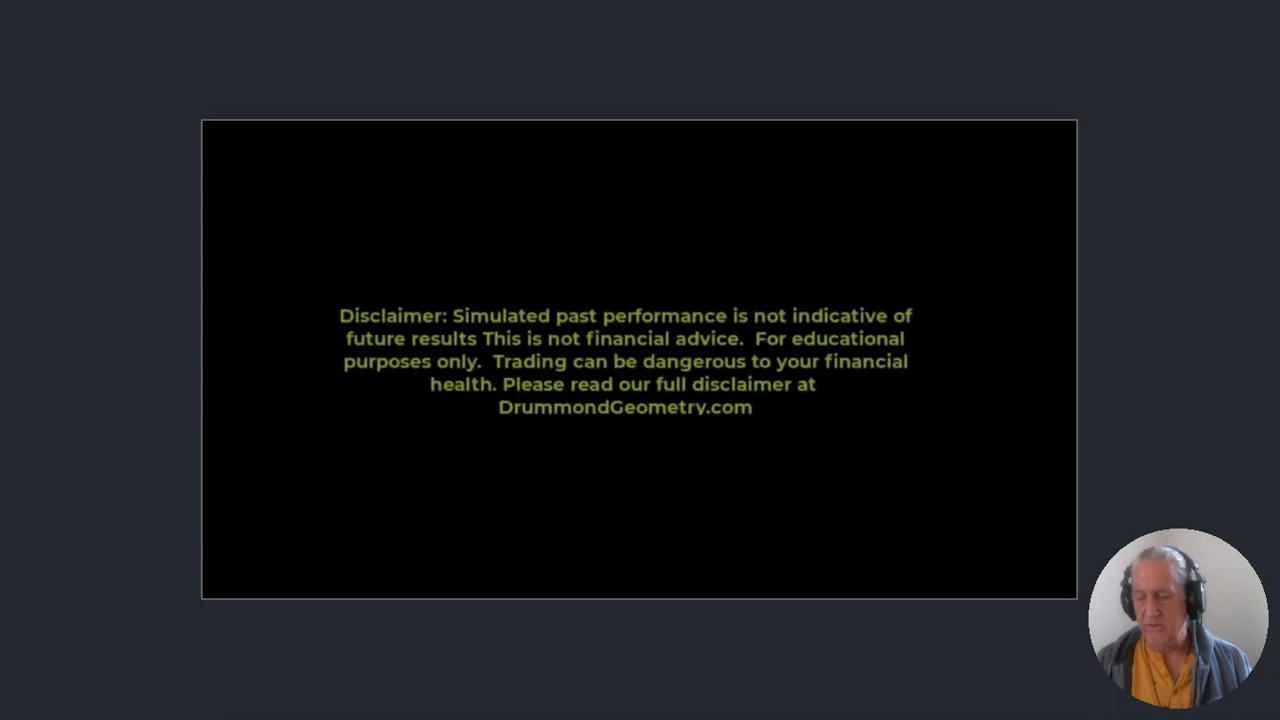 Disclaimer: Simulated past performance is not indicative of
future results This is not financial advice.  For educational
purposes only.  Trading can be dangerous to your financial
health. Please read our full disclaimer at
DrummondGeometry.com